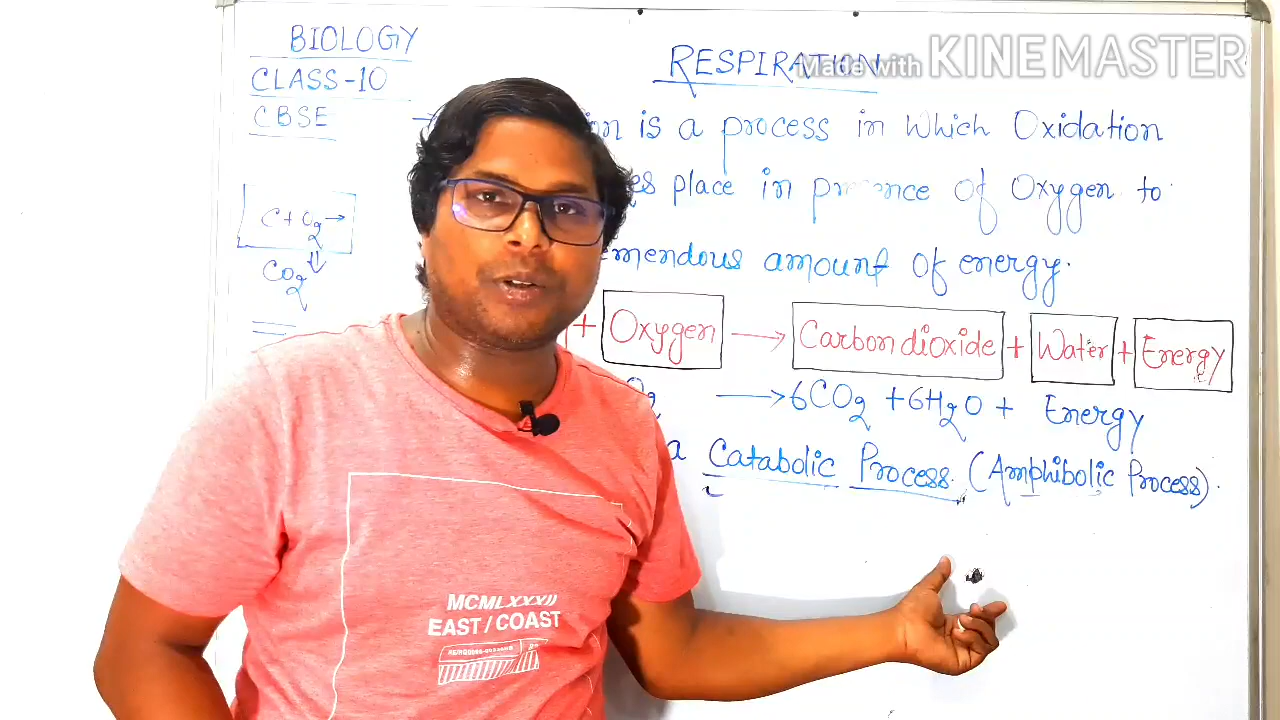 BIOLOGY
CLASS-10
CBSE
RESPIRATION
Made with KINEMASTER
→ is a process in which Oxidation
place in presence of Oxygen to
amount of energy.
C + O2 →
CO2
+ Oxygen → Carbondioxide + Water + Energy
O2 → 6CO2 + 6H2O + Energy
a Catabolic Process (Amphibolic Process).
MCMLXXXII
EAST / COAST